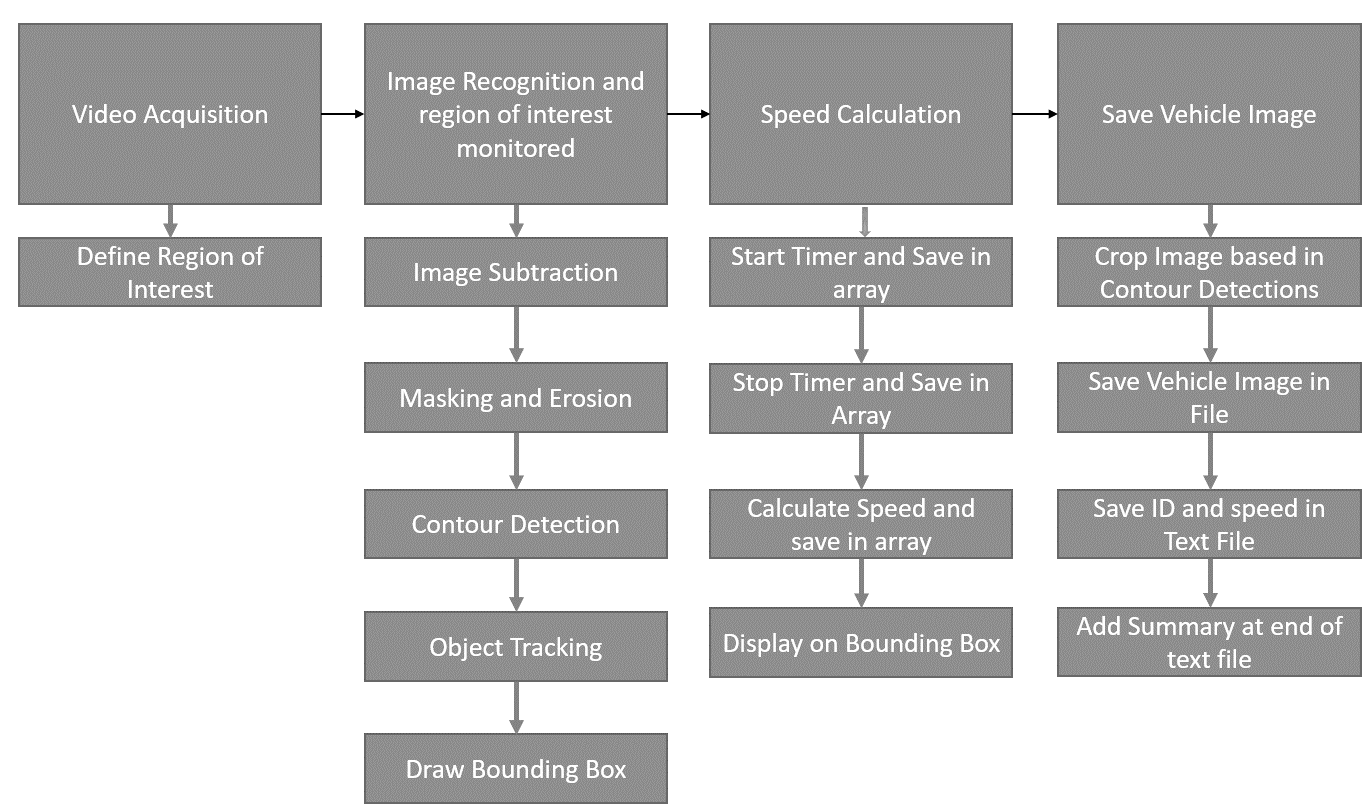 Video Acquisition
Define Region of
Interest
Image Recognition and
region of interest
monitored
Image Subtraction
Masking and Erosion
Contour Detection
Object Tracking
Draw Bounding Box
Speed Calculation
Start Timer and Save in
array
Stop Timer and Save in
Array
Calculate Speed and
save in array
Display on Bounding Box
Save Vehicle Image
Crop Image based in
Contour Detections
Save Vehicle Image in
File
Save ID and speed in
Text File
Add Summary at end of
text file